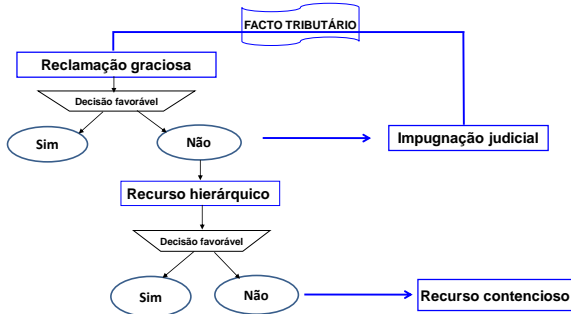 FACTO TRIBUTÁRIO
Reclamação graciosa
Decisão favorável
Sim
Não
Impugnação judicial
Recurso hierárquico
Decisão favorável
Sim
Não
Recurso contencioso